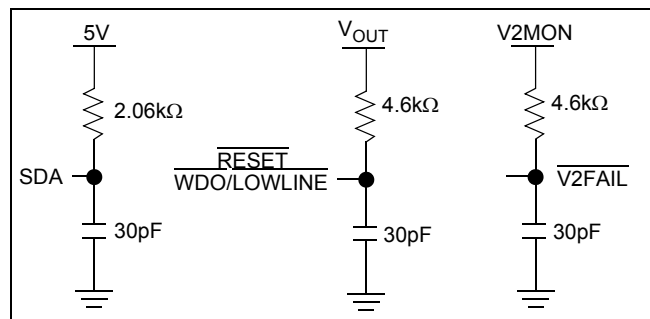 5V
2.06kΩ
SDA
30pF
VOUT
4.6kΩ
RESET
WDO/LOWLINE
30pF
V2MON
4.6kΩ
V2FAIL
30pF